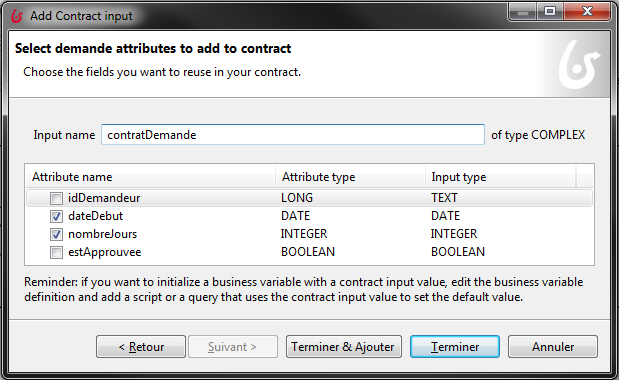 Add Contract input
Select demande attributes to add to contract
Choose the fields you want to reuse in your contract.
Input name contratDemande of type COMPLEX
Attribute name Attribute type Input type
idDemandeur LONG TEXT
dateDebut DATE DATE
nombreJours INTEGER INTEGER
estApprouvee BOOLEAN BOOLEAN
Reminder: if you want to initialize a business variable with a contract input value, edit the business variable
definition and add a script or a query that uses the contract input value to set the default value.
< Retour Suivant > Terminer & Ajouter Terminer Annuler